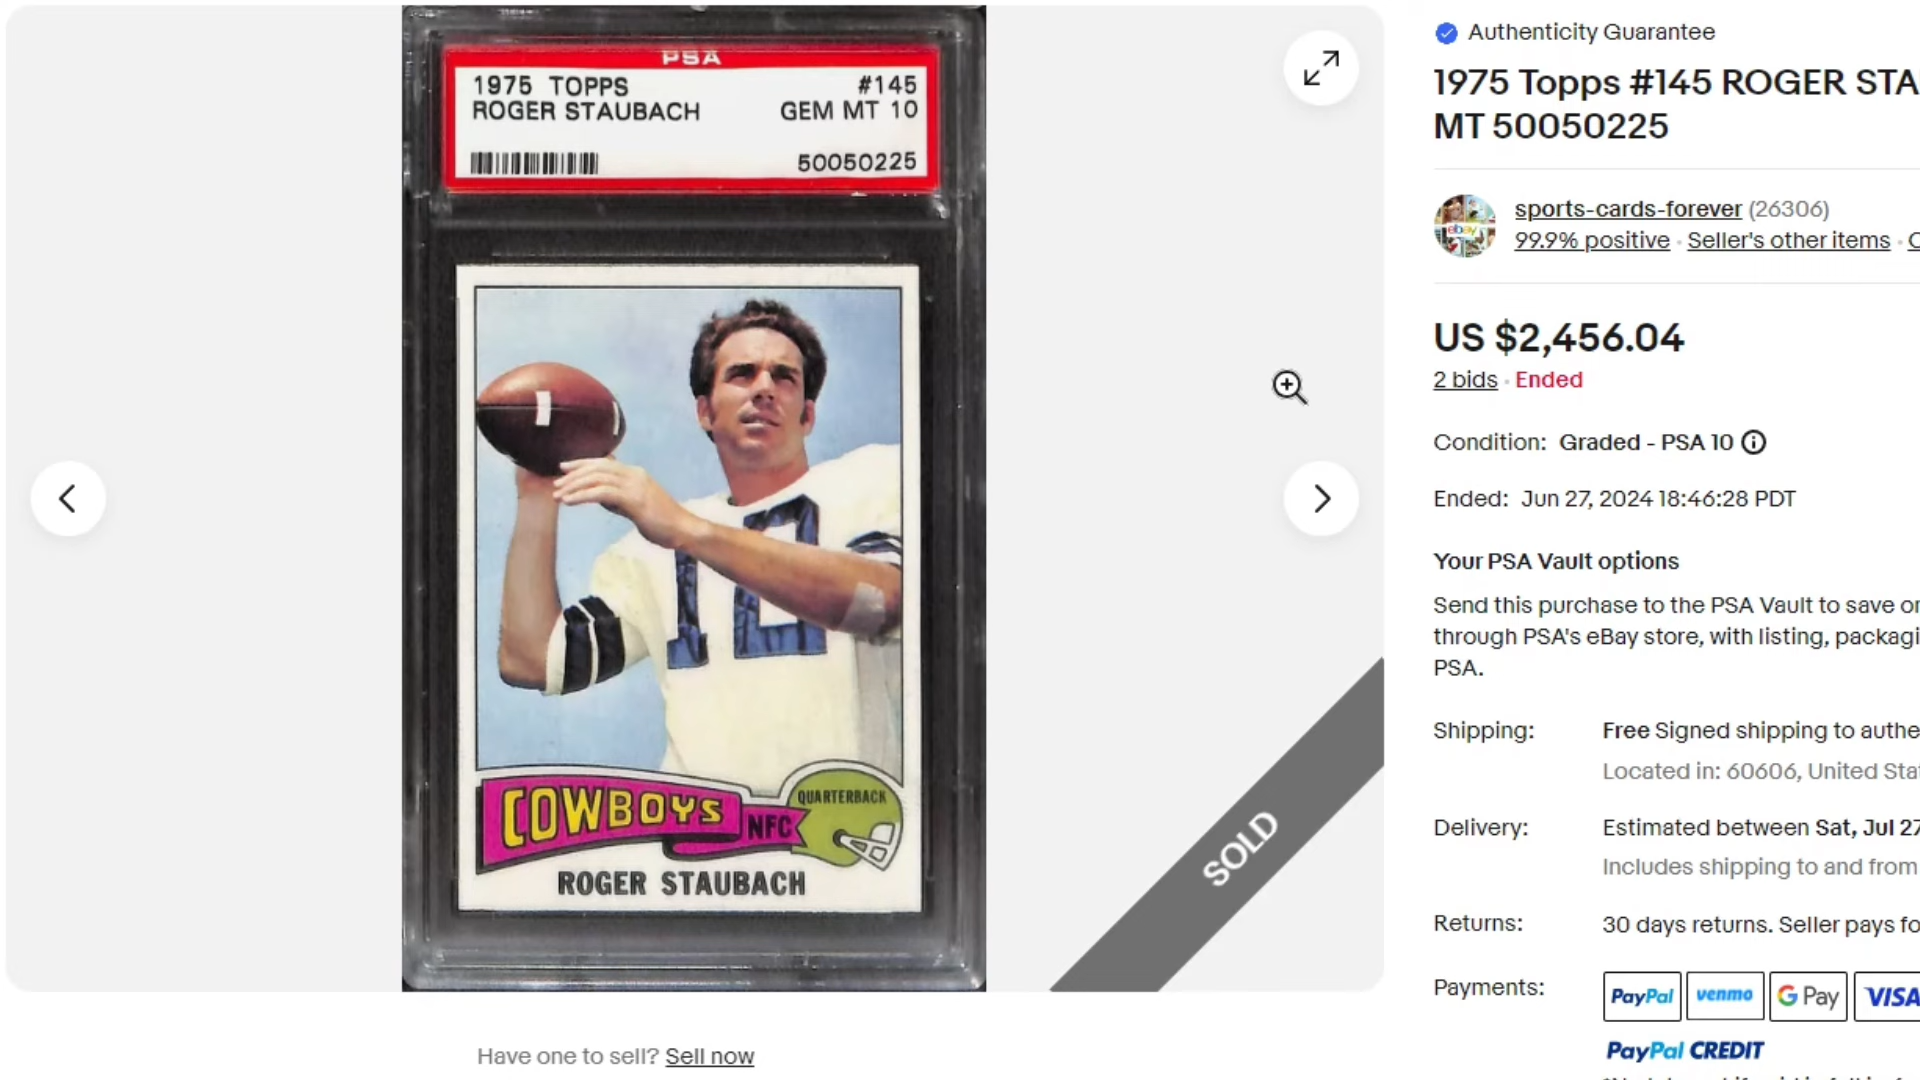 PSA
1975 TOPPS #145
ROGER STAUBACH GEM MT 10
50050225
COWBOYS NFC QUARTERBACK
ROGER STAUBACH
SOLD
Have one to sell? Sell now
Authenticity Guarantee
1975 Topps #145 ROGER STA
MT 50050225
ebay
sports-cards-forever (26306)
99.9% positive · Seller's other items ·
US $2,456.04
2 bids · Ended
Condition: Graded - PSA 10
Ended: Jun 27, 2024 18:46:28 PDT
Your PSA Vault options
Send this purchase to the PSA Vault to save or
through PSA's eBay store, with listing, packagi
PSA.
Shipping: Free Signed shipping to authe
Located in: 60606, United Sta
Delivery: Estimated between Sat, Jul 27
Includes shipping to and from
Returns: 30 days returns. Seller pays fo
Payments: PayPal venmo G Pay VISA
PayPal CREDIT